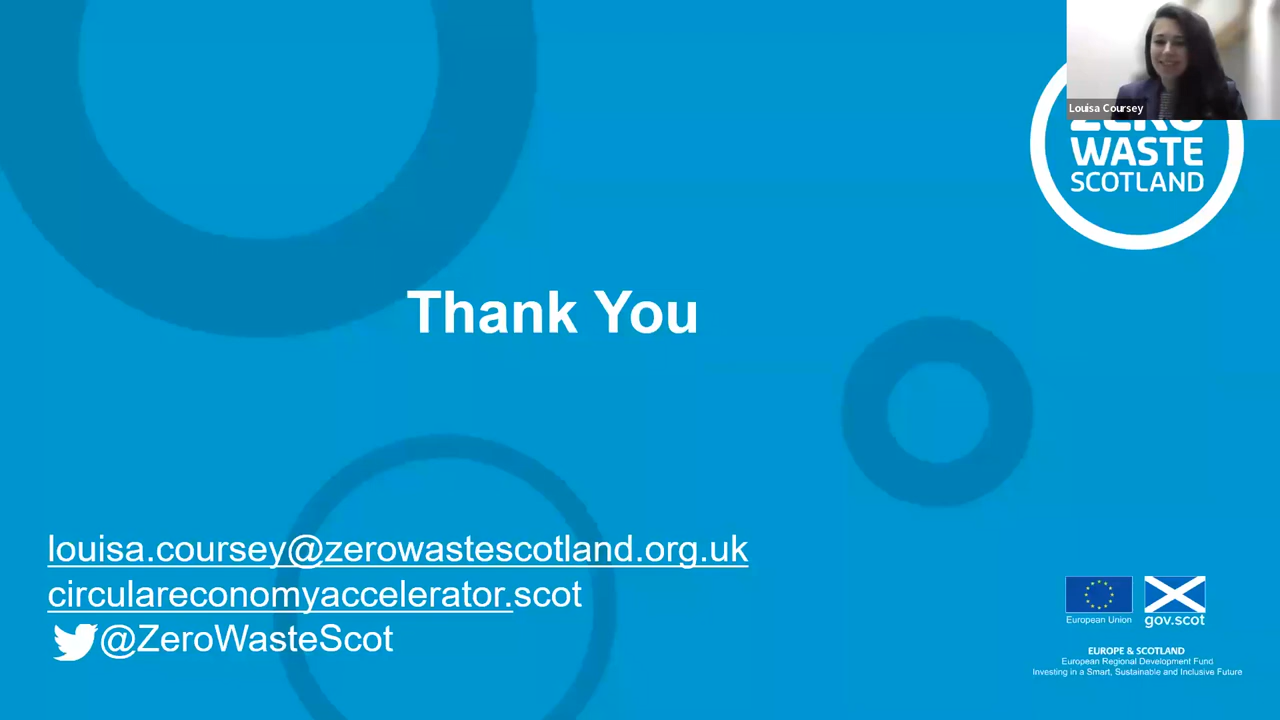 Louisa Coursey
ZERO
WASTE
SCOTLAND
Thank You
louisa.coursey@zerowastescotland.org.uk
circulareconomyaccelerator.scot
@ZeroWasteScot
European Union
gov.scot
EUROPE & SCOTLAND
European Regional Development Fund
Investing in a Smart, Sustainable and Inclusive Future